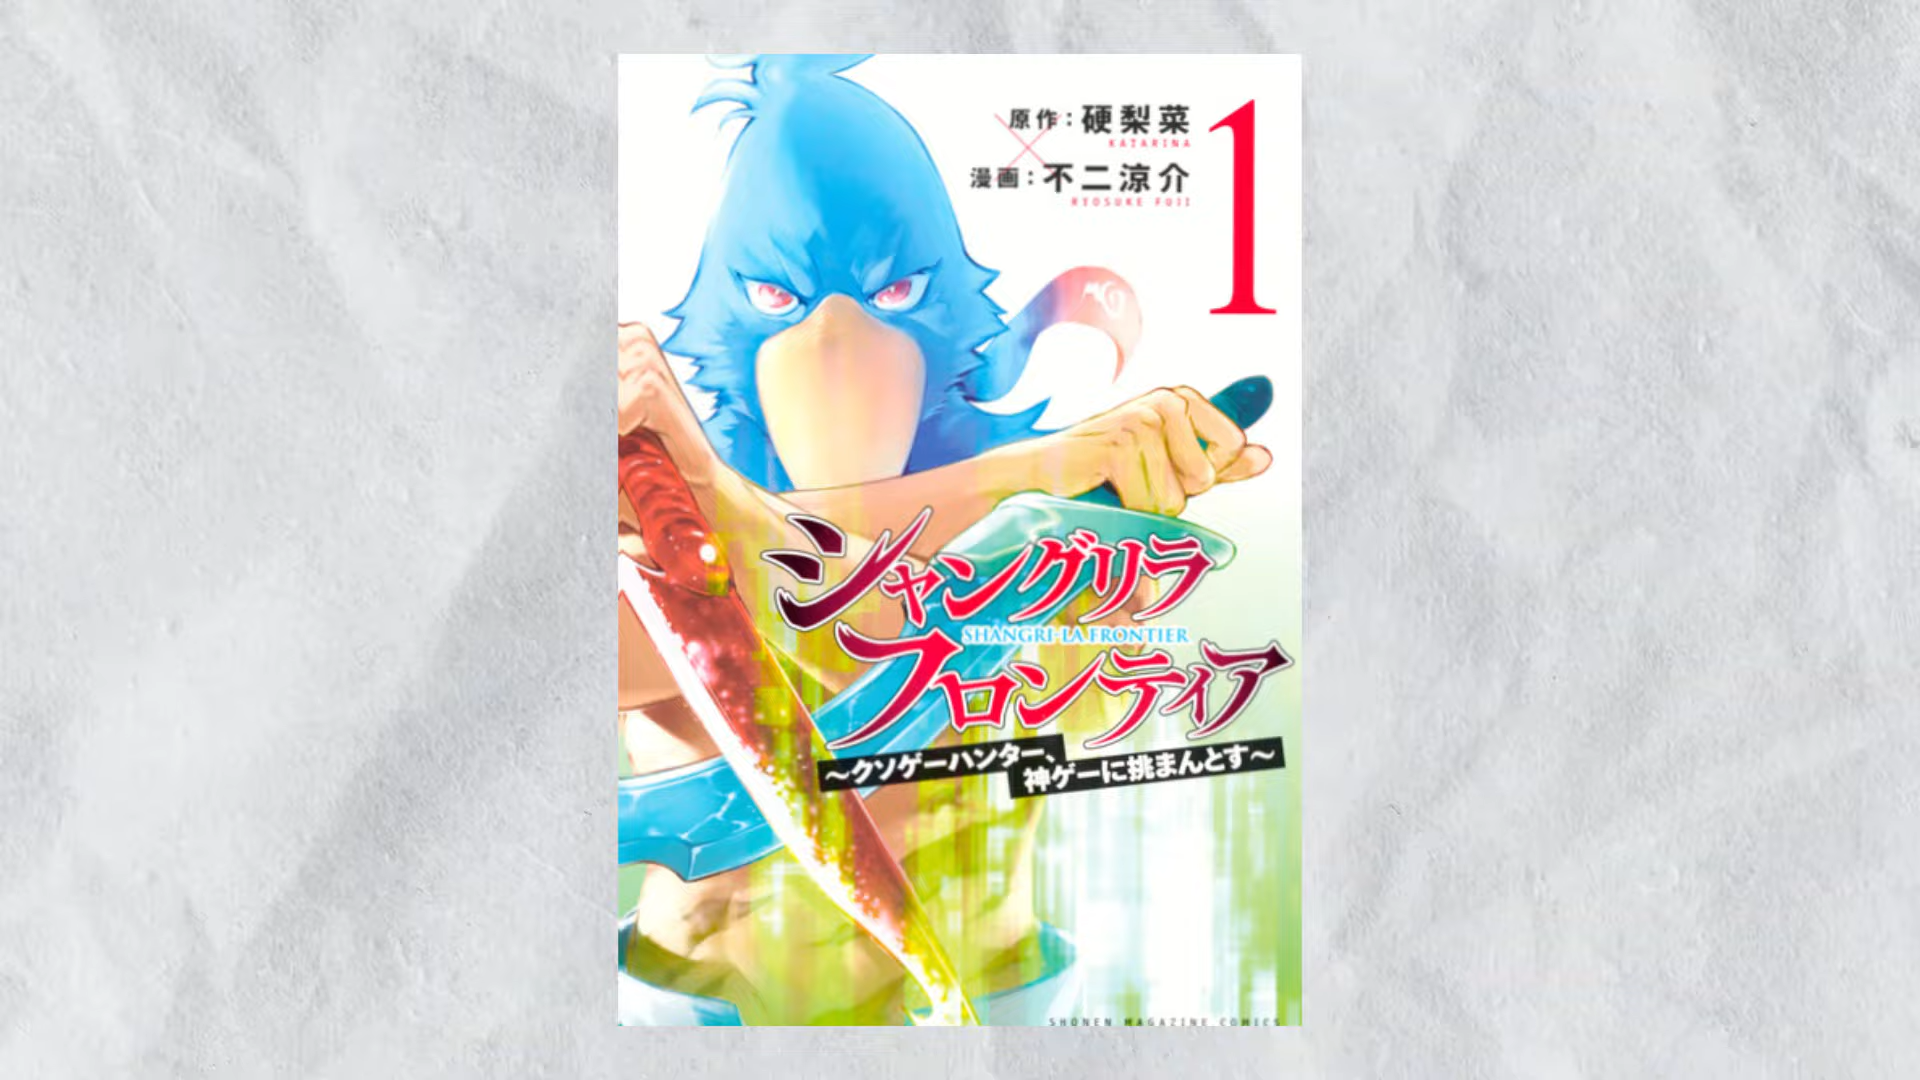 原作：硬梨菜
KATARINA
漫画：不二涼介
RYOSUKE FUJI
1
シャングリラ
SHANGRI-LA FRONTIER
フロンティア
～クソゲーハンター、
神ゲーに挑まんとす～
SHONEN MAGAZINE COMICS